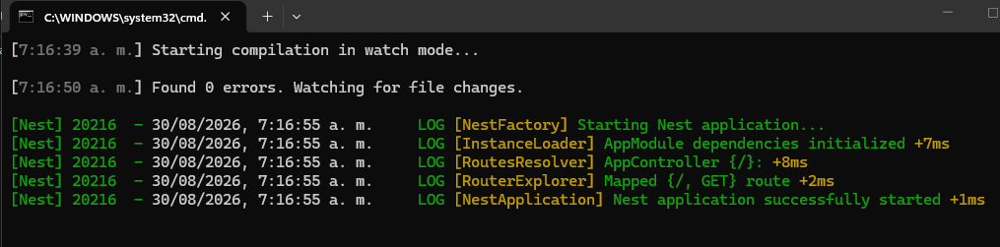 C:\WINDOWS\system32\cmd.
[7:16:39 a. m.] Starting compilation in watch mode...
[7:16:50 a. m.] Found 0 errors. Watching for file changes.
[Nest] 20216  - 30/08/2026, 7:16:55 a. m.     LOG [NestFactory] Starting Nest application...
[Nest] 20216  - 30/08/2026, 7:16:55 a. m.     LOG [InstanceLoader] AppModule dependencies initialized +7ms
[Nest] 20216  - 30/08/2026, 7:16:55 a. m.     LOG [RoutesResolver] AppController {/}: +8ms
[Nest] 20216  - 30/08/2026, 7:16:55 a. m.     LOG [RouterExplorer] Mapped {/, GET} route +2ms
[Nest] 20216  - 30/08/2026, 7:16:55 a. m.     LOG [NestApplication] Nest application successfully started +1ms